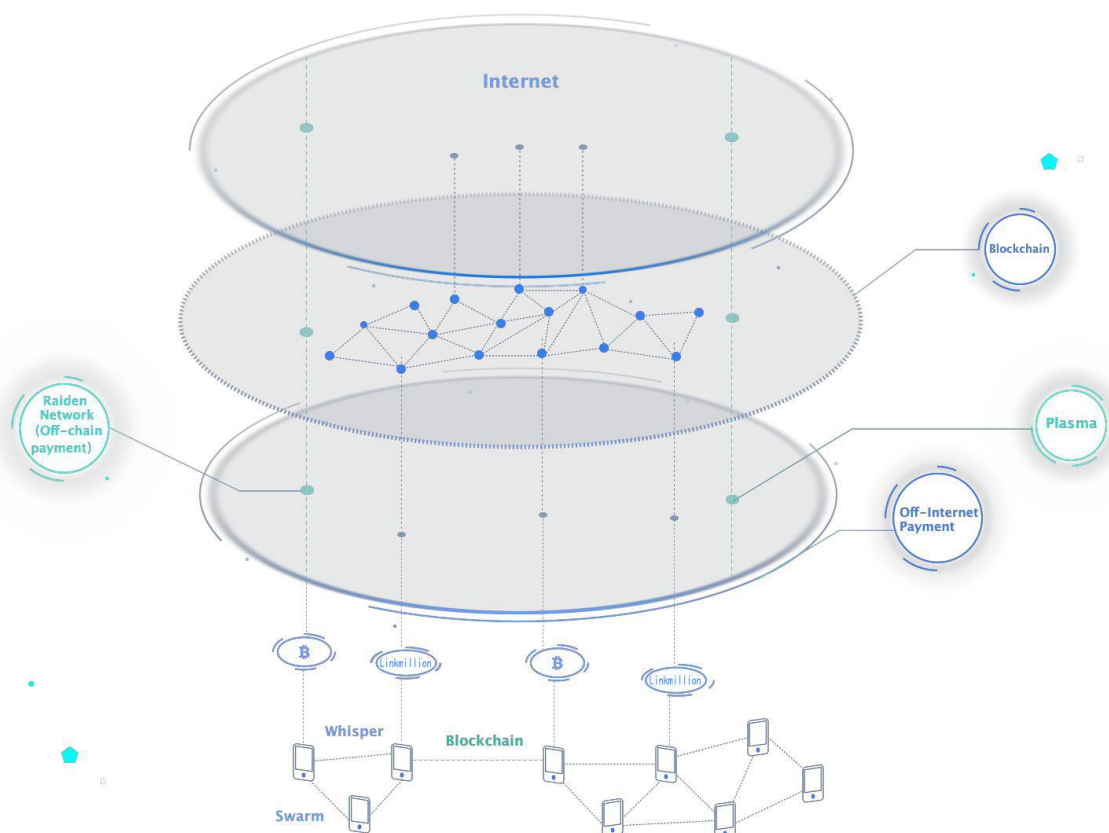 Internet
Blockchain
Raiden
Network
(Off-chain
payment)
Plasma
Off-Internet
Payment
Linkmillion
Linkmillion
Whisper
Blockchain
Swarm